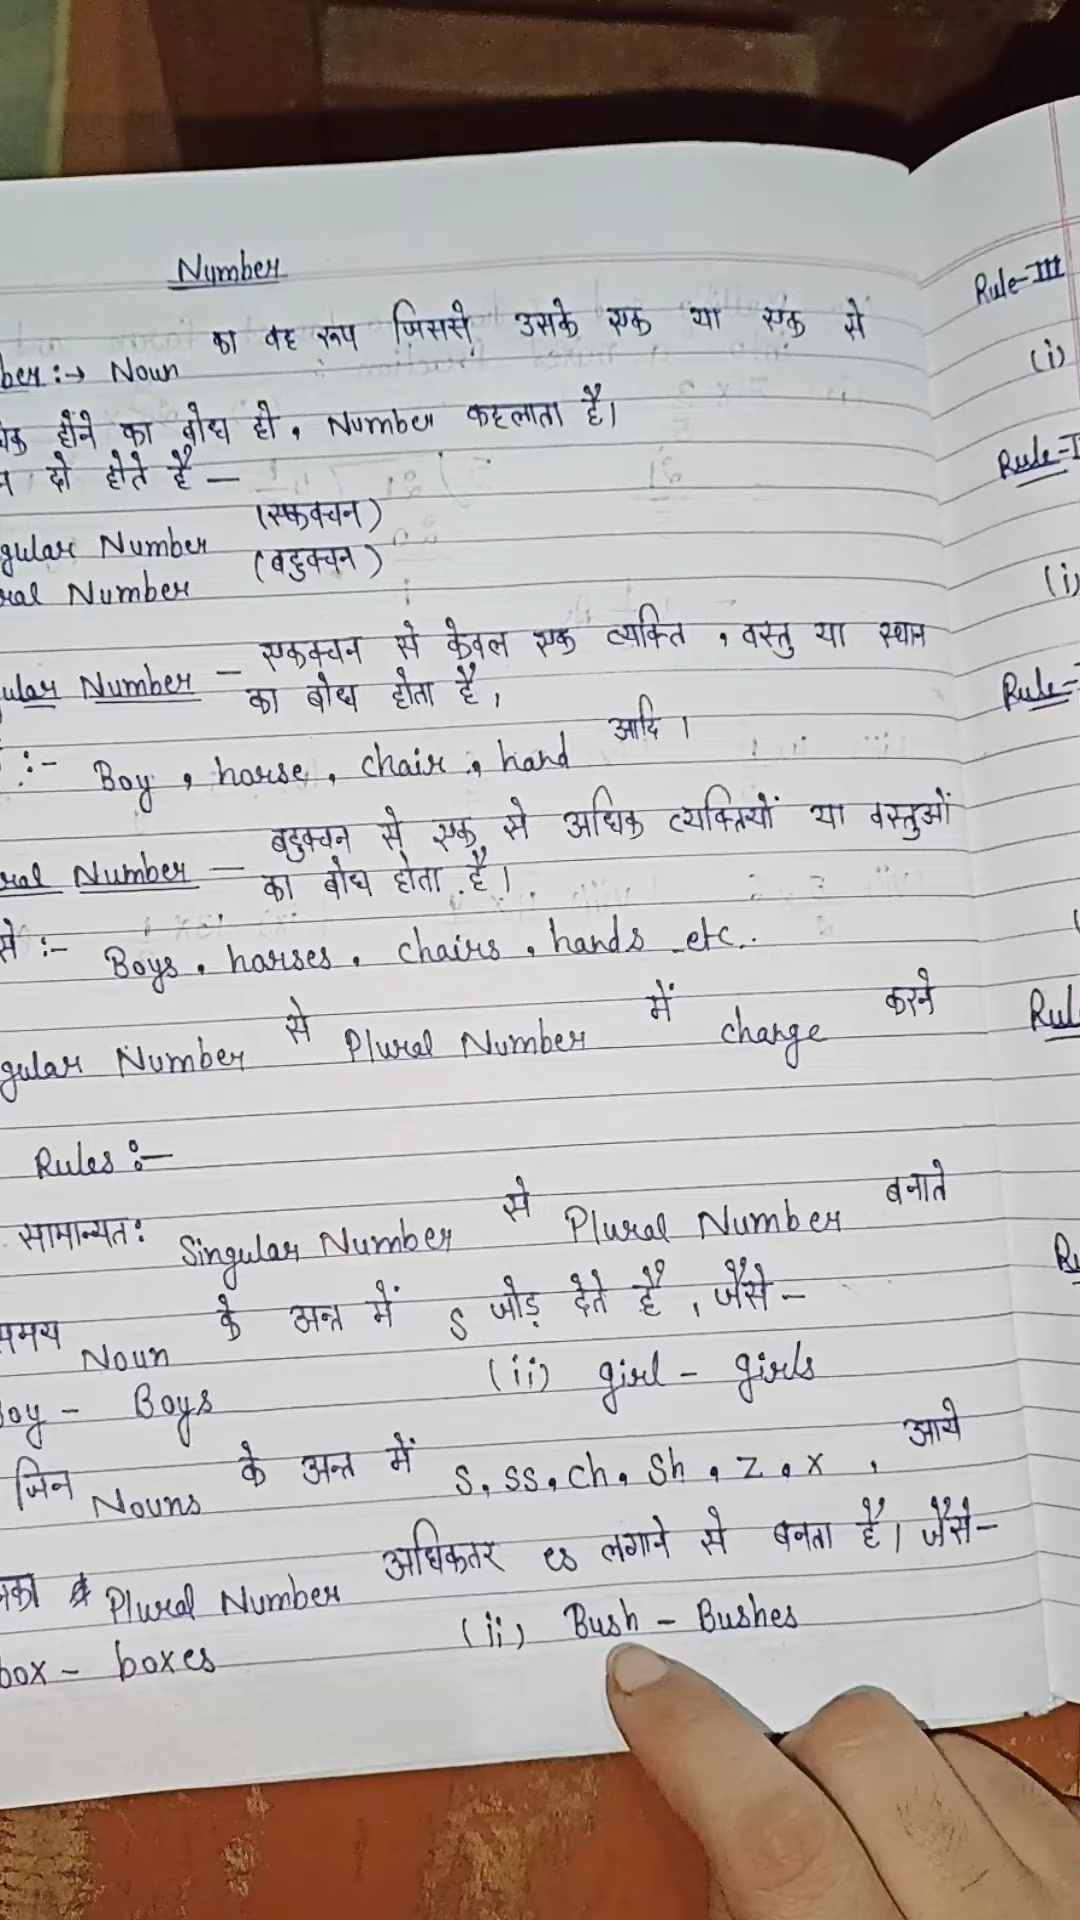 Number
ber :→ Noun का वह रूप जिससे उसके एक या एक से
होने का बोध हो, Number कहलाता है।
दो होते है —
gular Number (एकवचन)
ral Number (बहुवचन)
ular Number — एकवचन से केवल एक व्यक्ति, वस्तु या स्थान
का बोध होता है,
:- Boy, horse, chair, hand आदि ।
ral Number — बहुवचन से एक से अधिक व्यक्तियों या वस्तुओं
का बोध होता है।
से :- Boys, horses, chairs, hands etc.
gular Number से Plural Number में change करने
Rules :—
सामान्यतः Singular Number से Plural Number बनाते
समय Noun के अन्त में s जोड़ देते हैं, जैसे —
Boy - Boys (ii) girl - girls
जिन Nouns के अन्त में s, ss, ch, sh, z, x, आये
Plural Number अधिकतर es लगाने से बनता है। जैसे —
box - boxes (ii) Bush - Bushes
Rule-III
(i)
Rule-I
(i)
Rule-
Rul
Ru